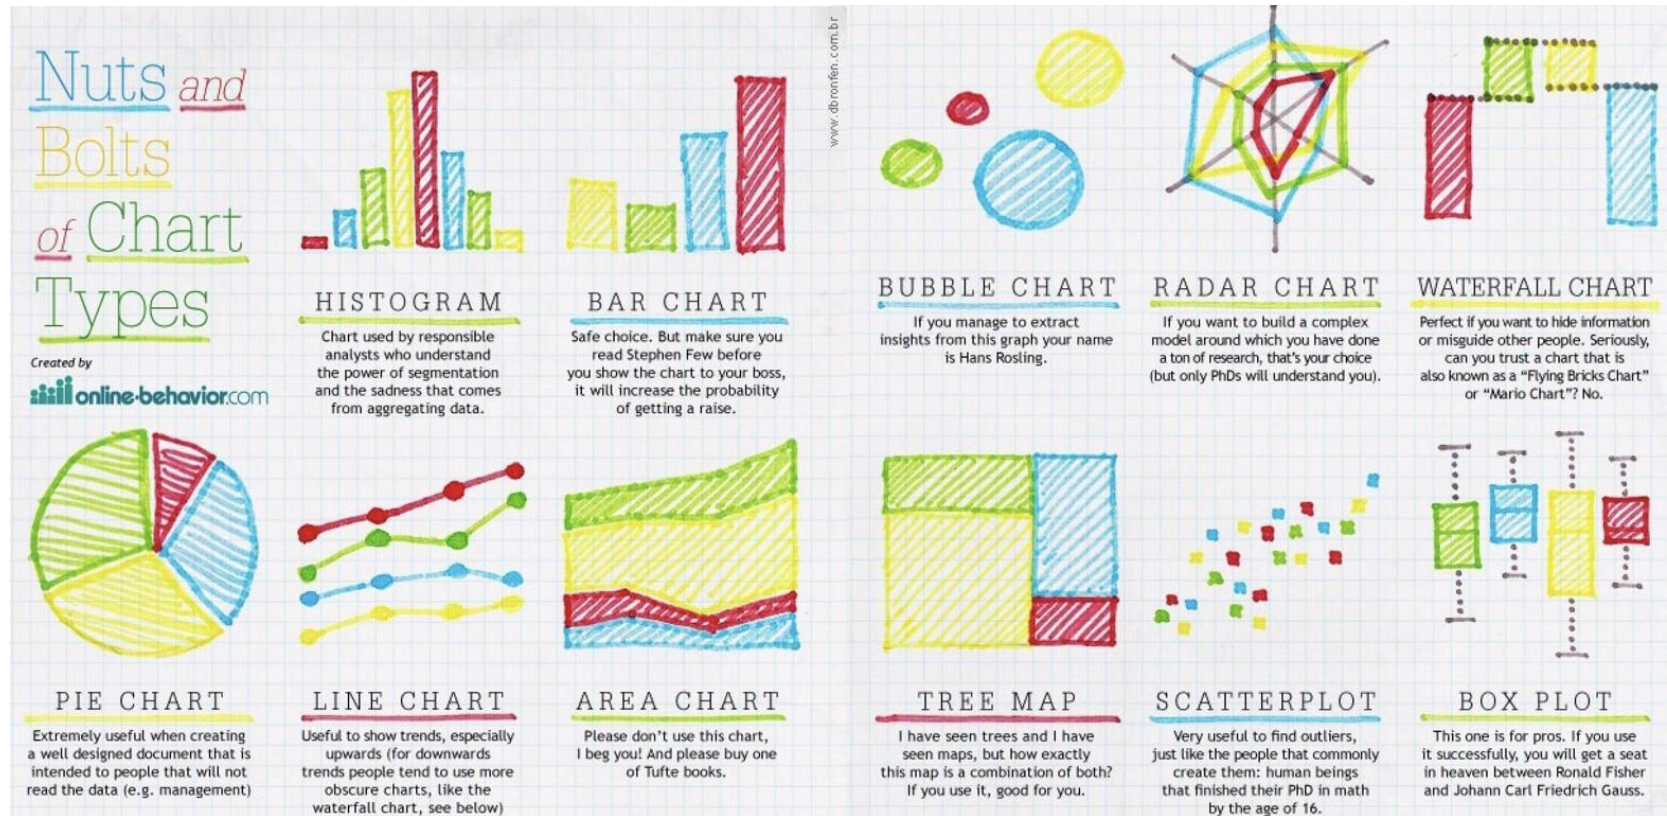 Nuts and
Bolts
of Chart
Types
Created by
online-behavior.com
HISTOGRAM
Chart used by responsible
analysts who understand
the power of segmentation
and the sadness that comes
from aggregating data.
BAR CHART
Safe choice. But make sure you
read Stephen Few before
you show the chart to your boss,
it will increase the probability
of getting a raise.
www.dbronfen.com.br
BUBBLE CHART
If you manage to extract
insights from this graph your name
is Hans Rosling.
RADAR CHART
If you want to build a complex
model around which you have done
a ton of research, that's your choice
(but only PhDs will understand you).
WATERFALL CHART
Perfect if you want to hide information
or misguide other people. Seriously,
can you trust a chart that is
also known as a “Flying Bricks Chart”
or “Mario Chart”? No.
PIE CHART
Extremely useful when creating
a well designed document that is
intended to people that will not
read the data (e.g. management)
LINE CHART
Useful to show trends, especially
upwards (for downwards
trends people tend to use more
obscure charts, like the
waterfall chart, see below)
AREA CHART
Please don't use this chart,
I beg you! And please buy one
of Tufte books.
TREE MAP
I have seen trees and I have
seen maps, but how exactly
this map is a combination of both?
If you use it, good for you.
SCATTERPLOT
Very useful to find outliers,
just like the people that commonly
create them: human beings
that finished their PhD in math
by the age of 16.
BOX PLOT
This one is for pros. If you use
it successfully, you will get a seat
in heaven between Ronald Fisher
and Johann Carl Friedrich Gauss.